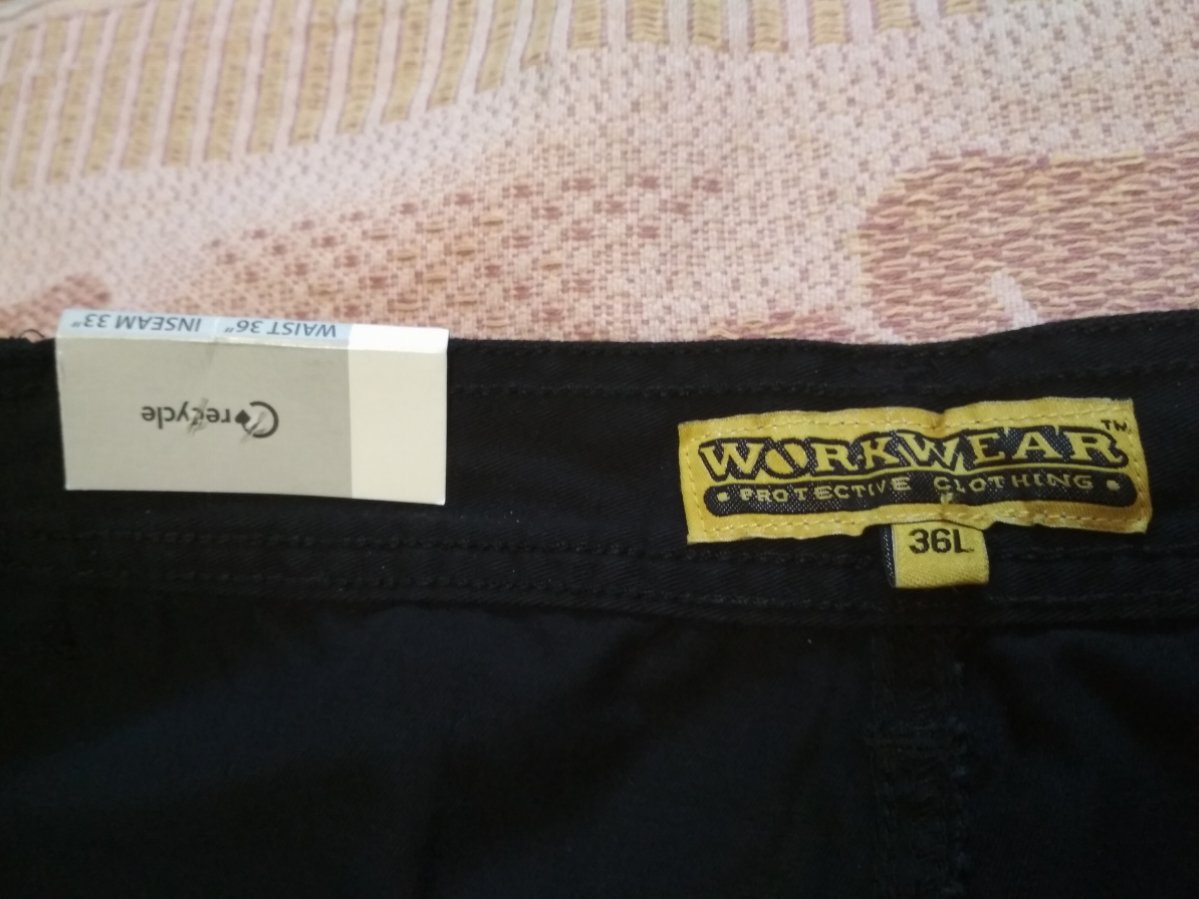 WAIST 36" INSEAM 33"
recycle
WORKWEAR™
• PROTECTIVE CLOTHING •
36L